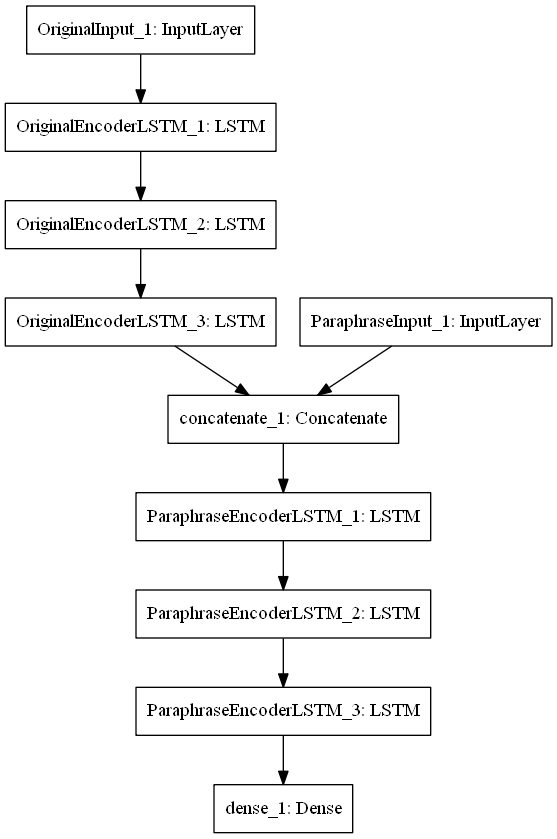 OriginalInput_1: InputLayer
OriginalEncoderLSTM_1: LSTM
OriginalEncoderLSTM_2: LSTM
OriginalEncoderLSTM_3: LSTM
ParaphraseInput_1: InputLayer
concatenate_1: Concatenate
ParaphraseEncoderLSTM_1: LSTM
ParaphraseEncoderLSTM_2: LSTM
ParaphraseEncoderLSTM_3: LSTM
dense_1: Dense